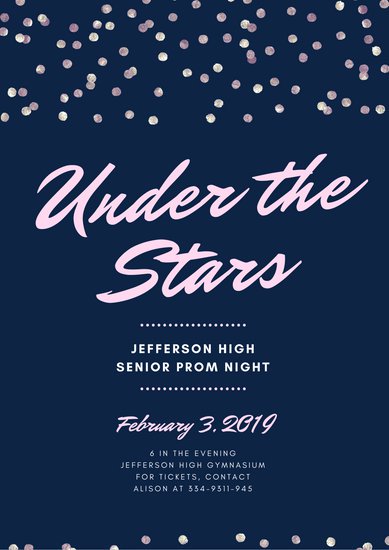 Under the
Stars
JEFFERSON HIGH
SENIOR PROM NIGHT
February 3, 2019
6 IN THE EVENING
JEFFERSON HIGH GYMNASIUM
FOR TICKETS, CONTACT
ALISON AT 334-9311-945